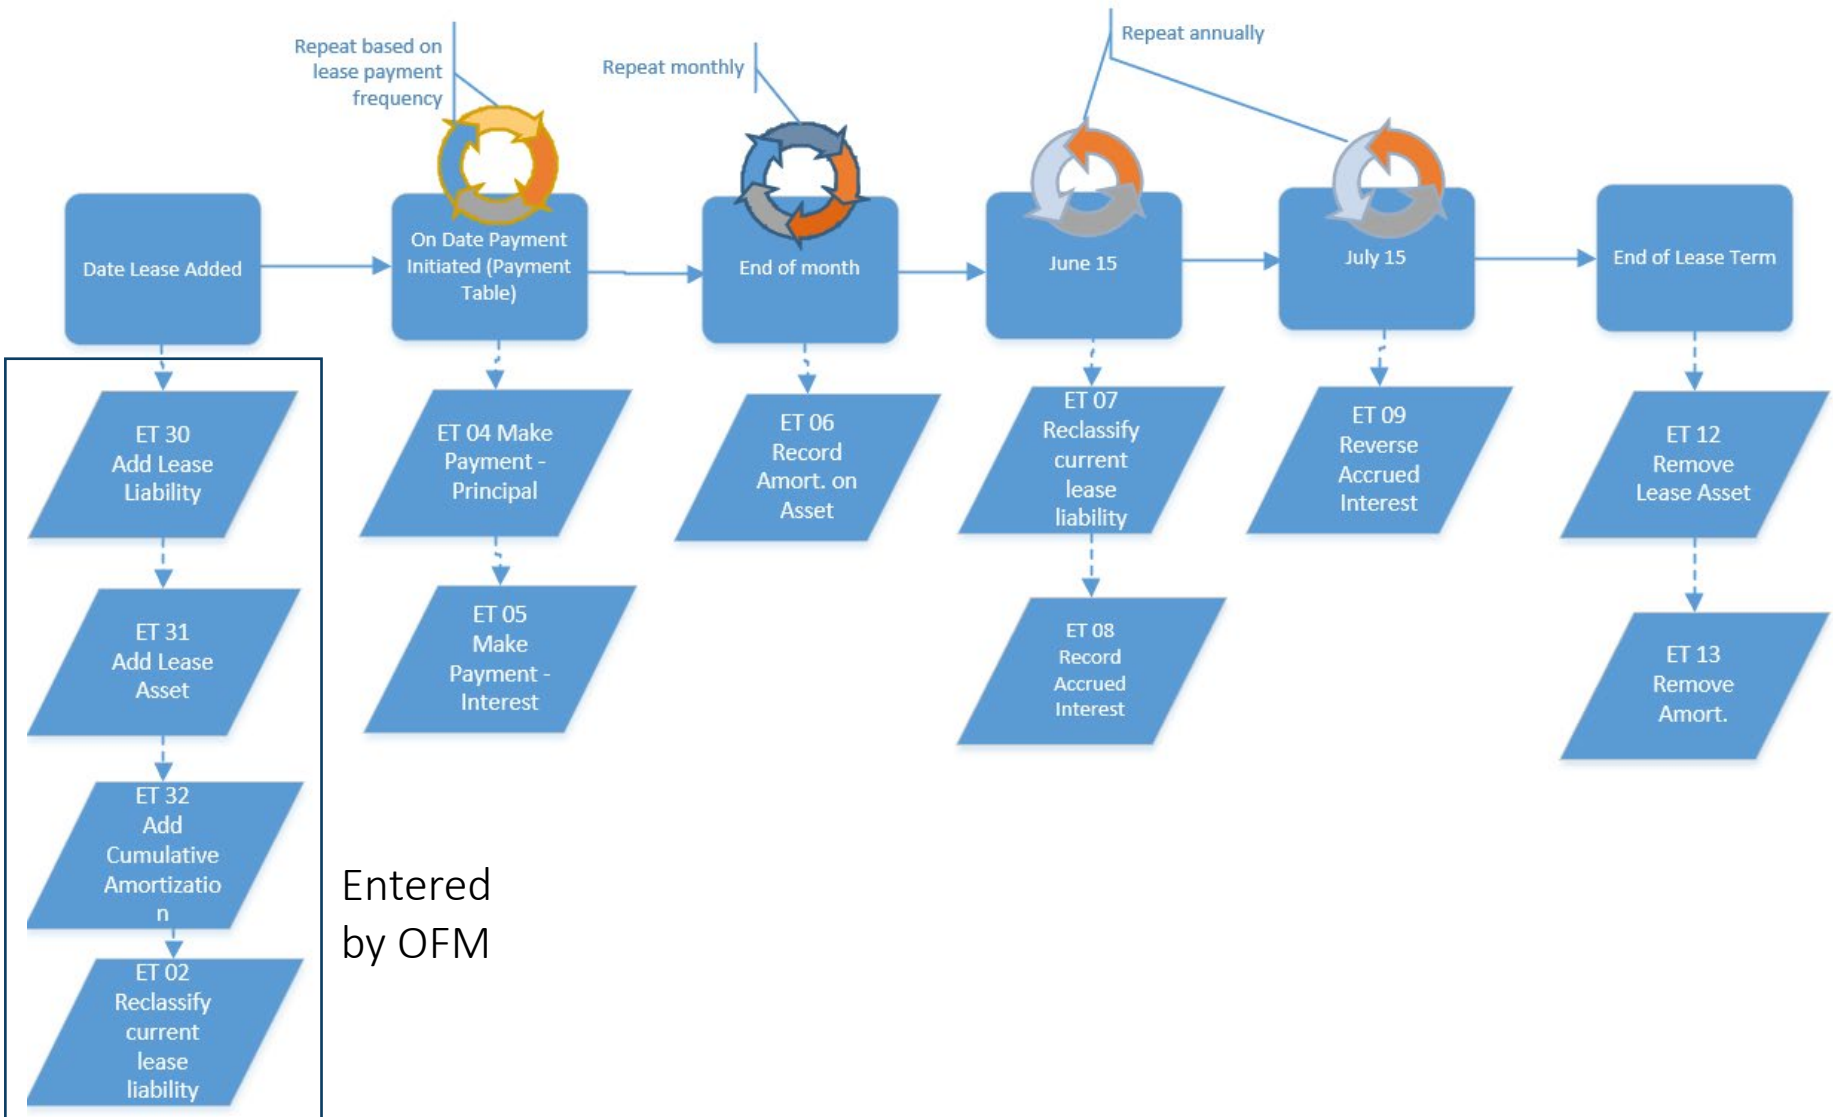 Repeat based on
lease payment
frequency
Repeat monthly
Repeat annually
Date Lease Added
On Date Payment
Initiated (Payment
Table)
End of month
June 15
July 15
End of Lease Term
ET 30
Add Lease
Liability
ET 31
Add Lease
Asset
ET 32
Add
Cumulative
Amortizatio
n
ET 02
Reclassify
current
lease
liability
Entered
by OFM
ET 04 Make
Payment -
Principal
ET 05
Make
Payment -
Interest
ET 06
Record
Amort. on
Asset
ET 07
Reclassify
current
lease
liability
ET 08
Record
Accrued
Interest
ET 09
Reverse
Accrued
Interest
ET 12
Remove
Lease Asset
ET 13
Remove
Amort.